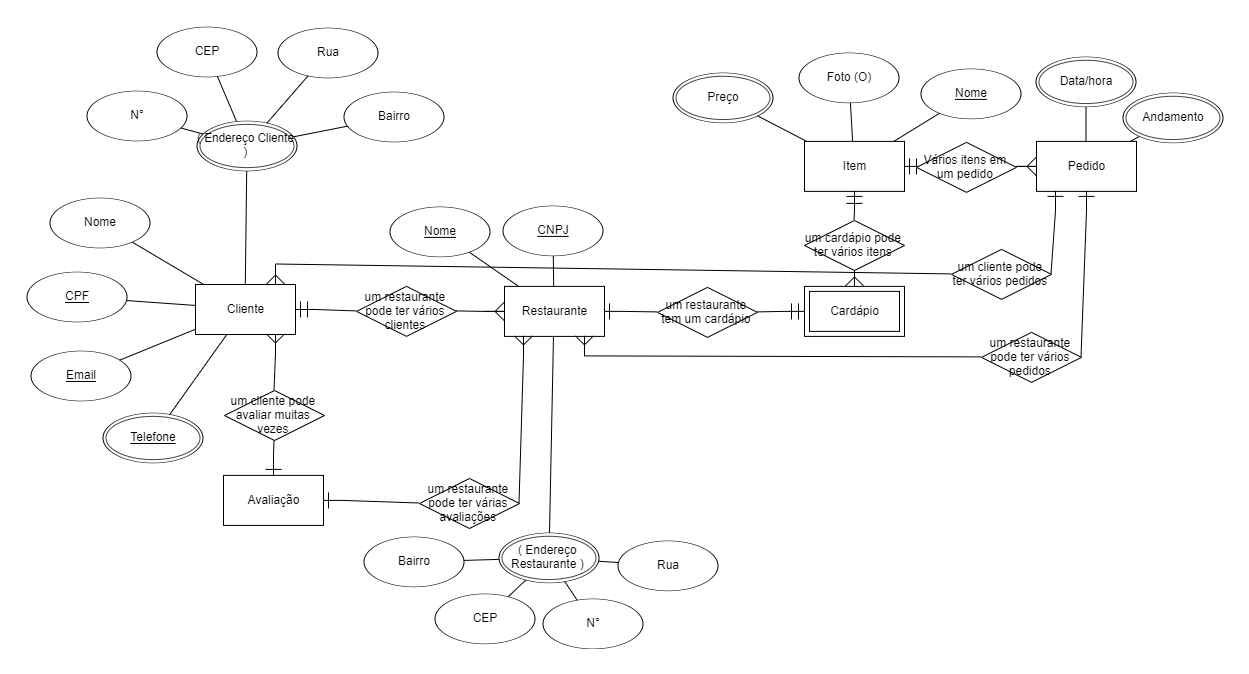 CEP
Rua
N°
Bairro
( Endereço Cliente
)
Preço
Foto (O)
Nome
Data/hora
Andamento
Item
Vários itens em
um pedido
Pedido
Nome
CPF
Email
Telefone
Cliente
um restaurante
pode ter vários
clientes
Nome
CNPJ
Restaurante
um restaurante
tem um cardápio
Cardápio
um cardápio pode
ter vários itens
um cliente pode
ter vários pedidos
um restaurante
pode ter vários
pedidos
um cliente pode
avaliar muitas
vezes
Avaliação
um restaurante
pode ter várias
avaliações
( Endereço
Restaurante )
Bairro
Rua
CEP
N°